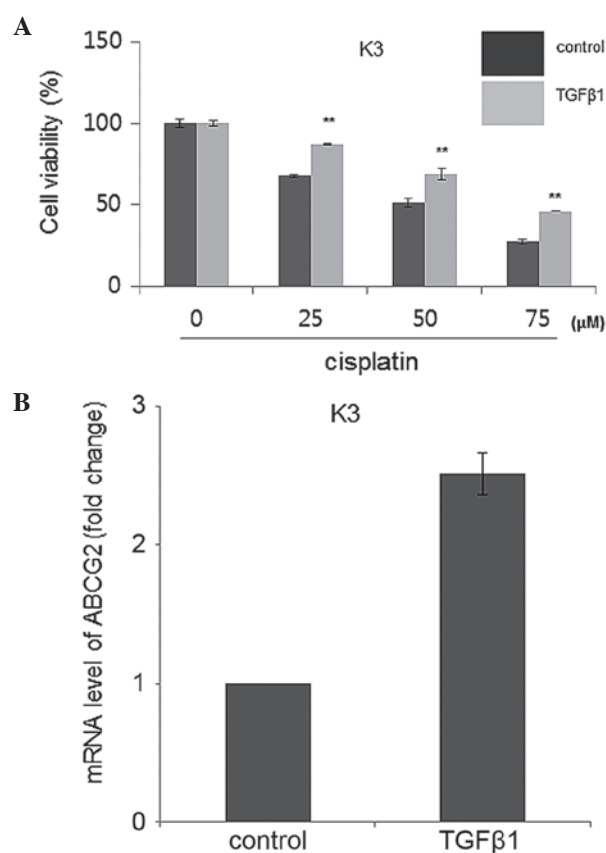 A
K3
control
TGFβ1
Cell viability (%)
150
100
50
0
**
**
**
0 25 50 75 (μM)
cisplatin
B
K3
mRNA level of ABCG2 (fold change)
3
2
1
0
control TGFβ1